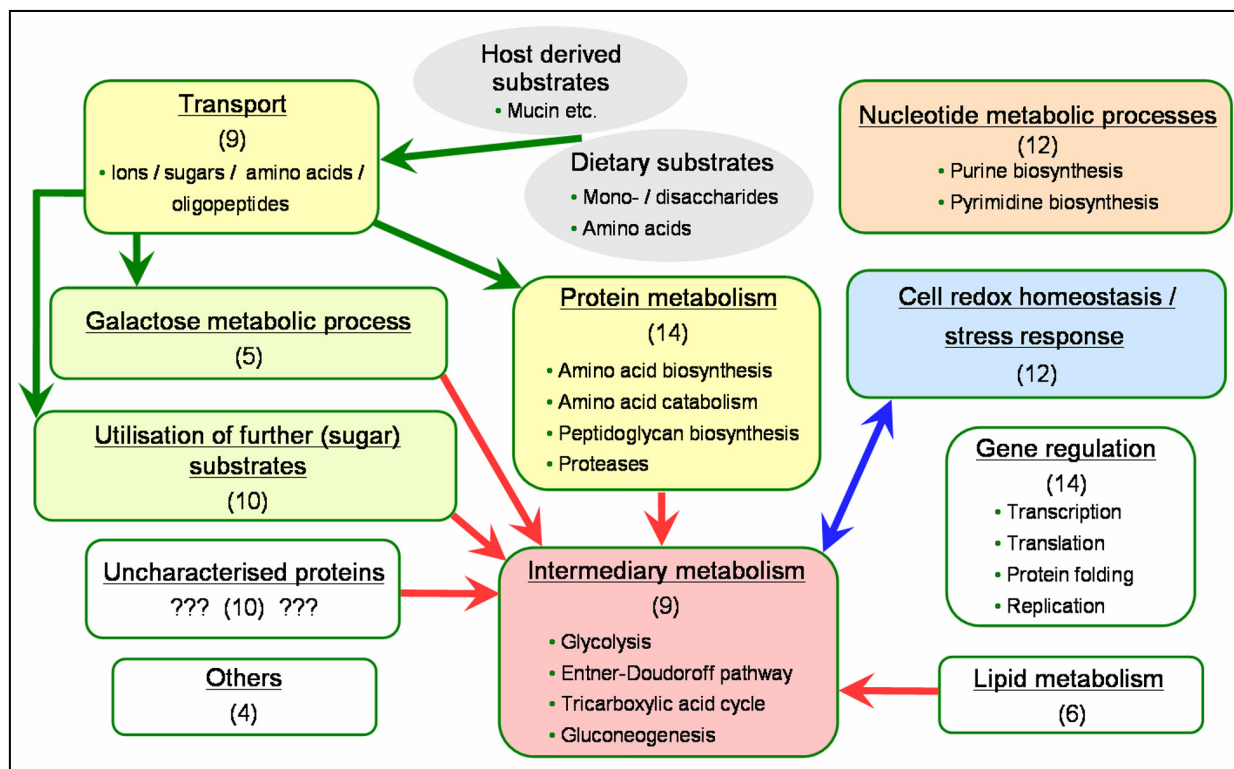 Host derived
substrates
• Mucin etc.
Transport
(9)
• Ions / sugars / amino acids /
oligopeptides
Dietary substrates
• Mono- / disaccharides
• Amino acids
Nucleotide metabolic processes
(12)
• Purine biosynthesis
• Pyrimidine biosynthesis
Galactose metabolic process
(5)
Protein metabolism
(14)
• Amino acid biosynthesis
• Amino acid catabolism
• Peptidoglycan biosynthesis
• Proteases
Cell redox homeostasis /
stress response
(12)
Utilisation of further (sugar)
substrates
(10)
Gene regulation
(14)
• Transcription
• Translation
• Protein folding
• Replication
Uncharacterised proteins
??? (10) ???
Intermediary metabolism
(9)
• Glycolysis
• Entner-Doudoroff pathway
• Tricarboxylic acid cycle
• Gluconeogenesis
Others
(4)
Lipid metabolism
(6)